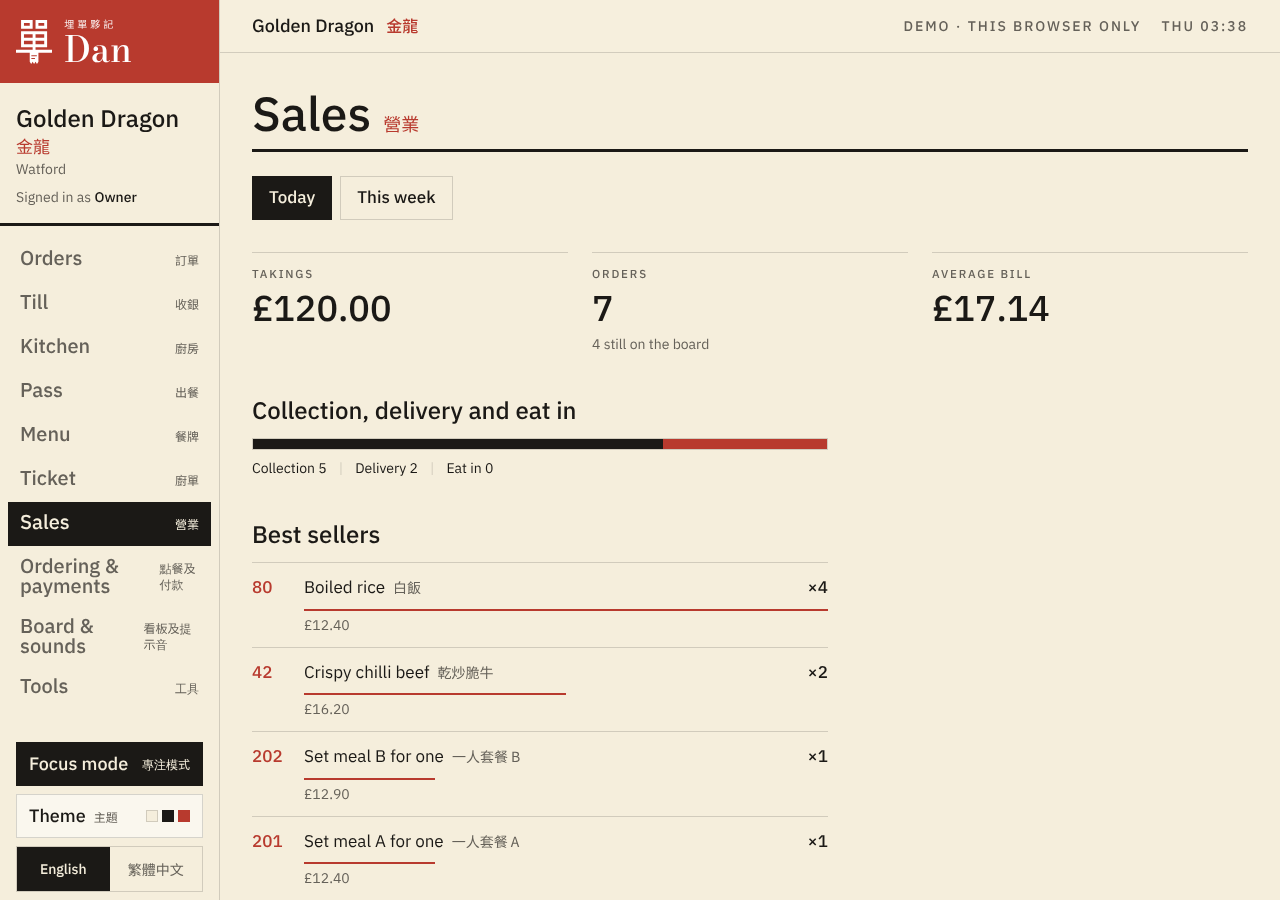 單 埋單夥記
Dan
Golden Dragon
金龍
Watford
Signed in as Owner
Orders 訂單
Till 收銀
Kitchen 廚房
Pass 出餐
Menu 餐牌
Ticket 廚單
Sales 營業
Ordering & payments 點餐及付款
Board & sounds 看板及提示音
Tools 工具
Focus mode 專注模式
Theme 主題
English 繁體中文
Golden Dragon 金龍
DEMO · THIS BROWSER ONLY THU 03:38
Sales 營業
Today This week
TAKINGS
£120.00
ORDERS
7
4 still on the board
AVERAGE BILL
£17.14
Collection, delivery and eat in
Collection 5 | Delivery 2 | Eat in 0
Best sellers
80 Boiled rice 白飯 ×4
£12.40
42 Crispy chilli beef 乾炒脆牛 ×2
£16.20
202 Set meal B for one 一人套餐 B ×1
£12.90
201 Set meal A for one 一人套餐 A ×1
£12.40